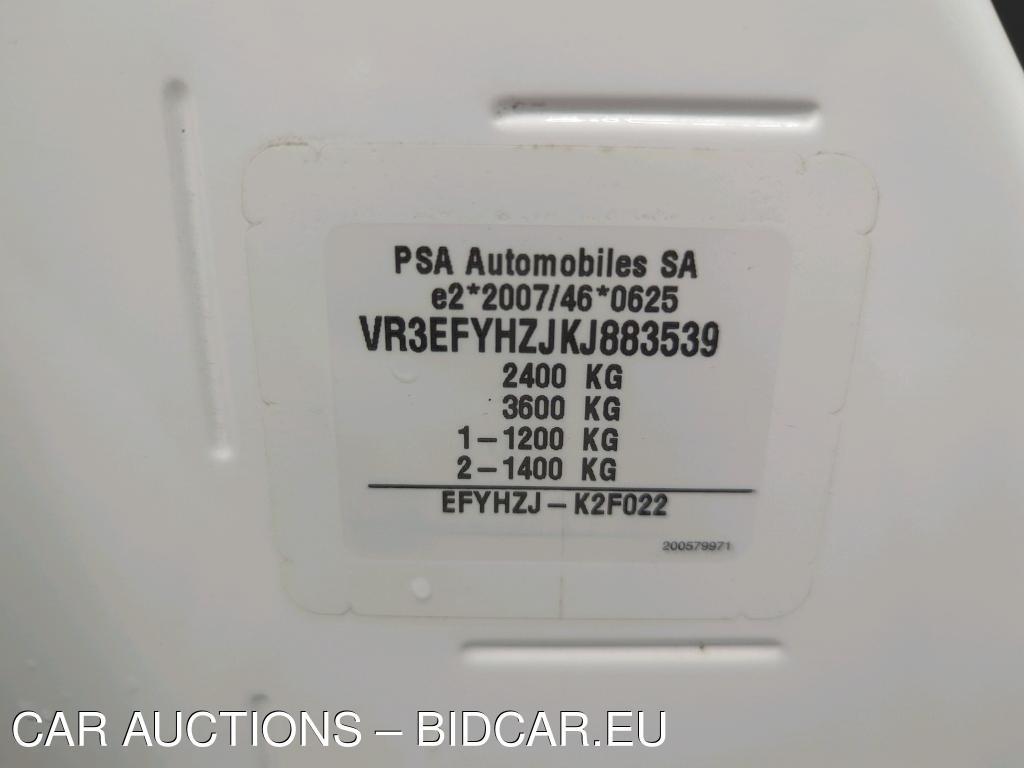 PSA Automobiles SA
e2*2007/46*0625
VR3EFYHZJKJ883539
2400 KG
3600 KG
1-1200 KG
2-1400 KG
EFYHZJ-K2F022
200579971
CAR AUCTIONS – BIDCAR.EU